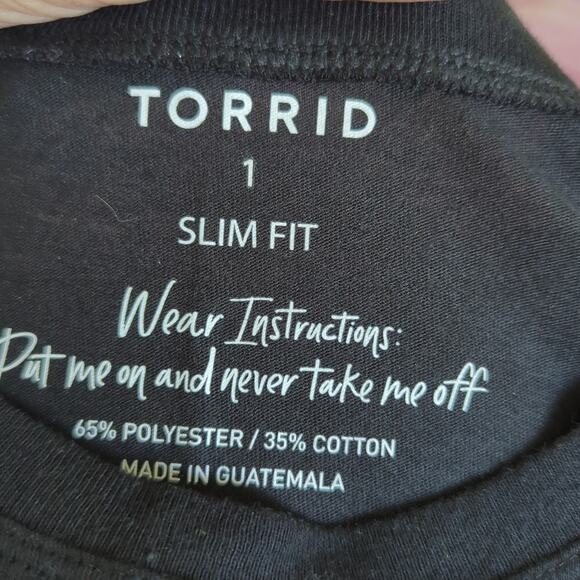 TORRID
1
SLIM FIT
Wear Instructions:
Put me on and never take me off
65% POLYESTER / 35% COTTON
MADE IN GUATEMALA